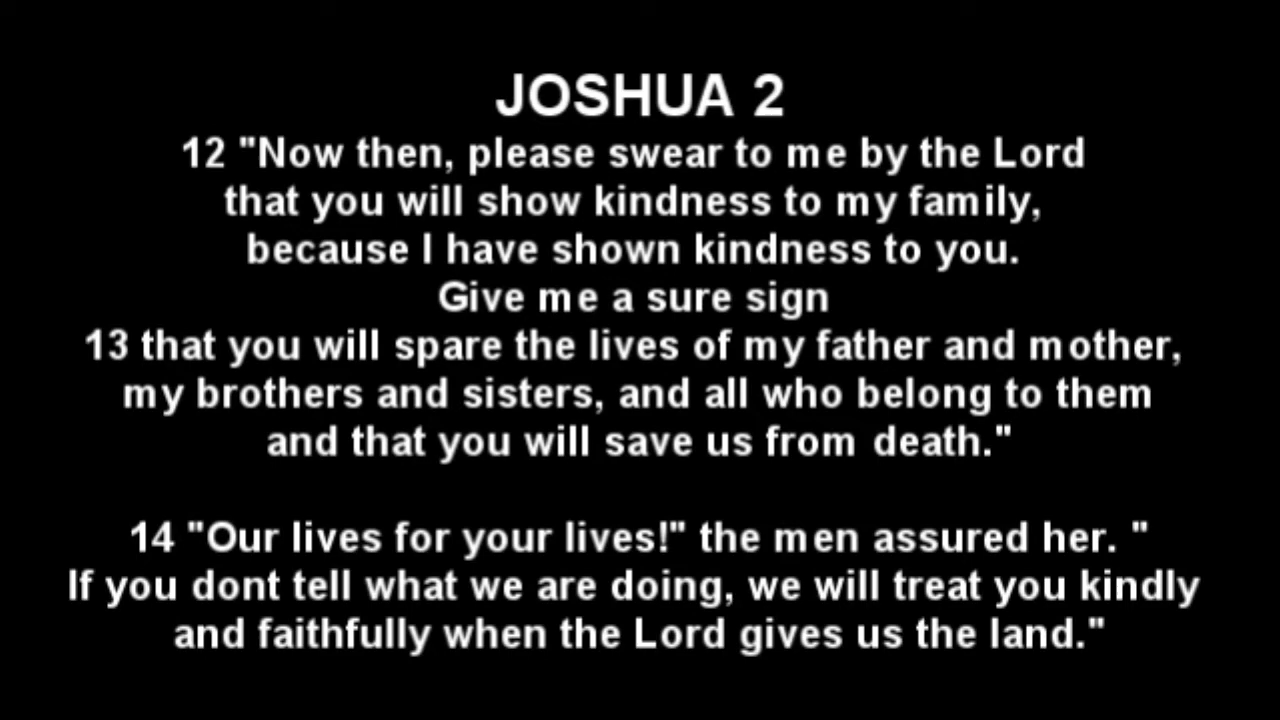 JOSHUA 2
12 "Now then, please swear to me by the Lord
that you will show kindness to my family,
because I have shown kindness to you.
Give me a sure sign
13 that you will spare the lives of my father and mother,
my brothers and sisters, and all who belong to them
and that you will save us from death."
14 "Our lives for your lives!" the men assured her. "
If you dont tell what we are doing, we will treat you kindly
and faithfully when the Lord gives us the land."